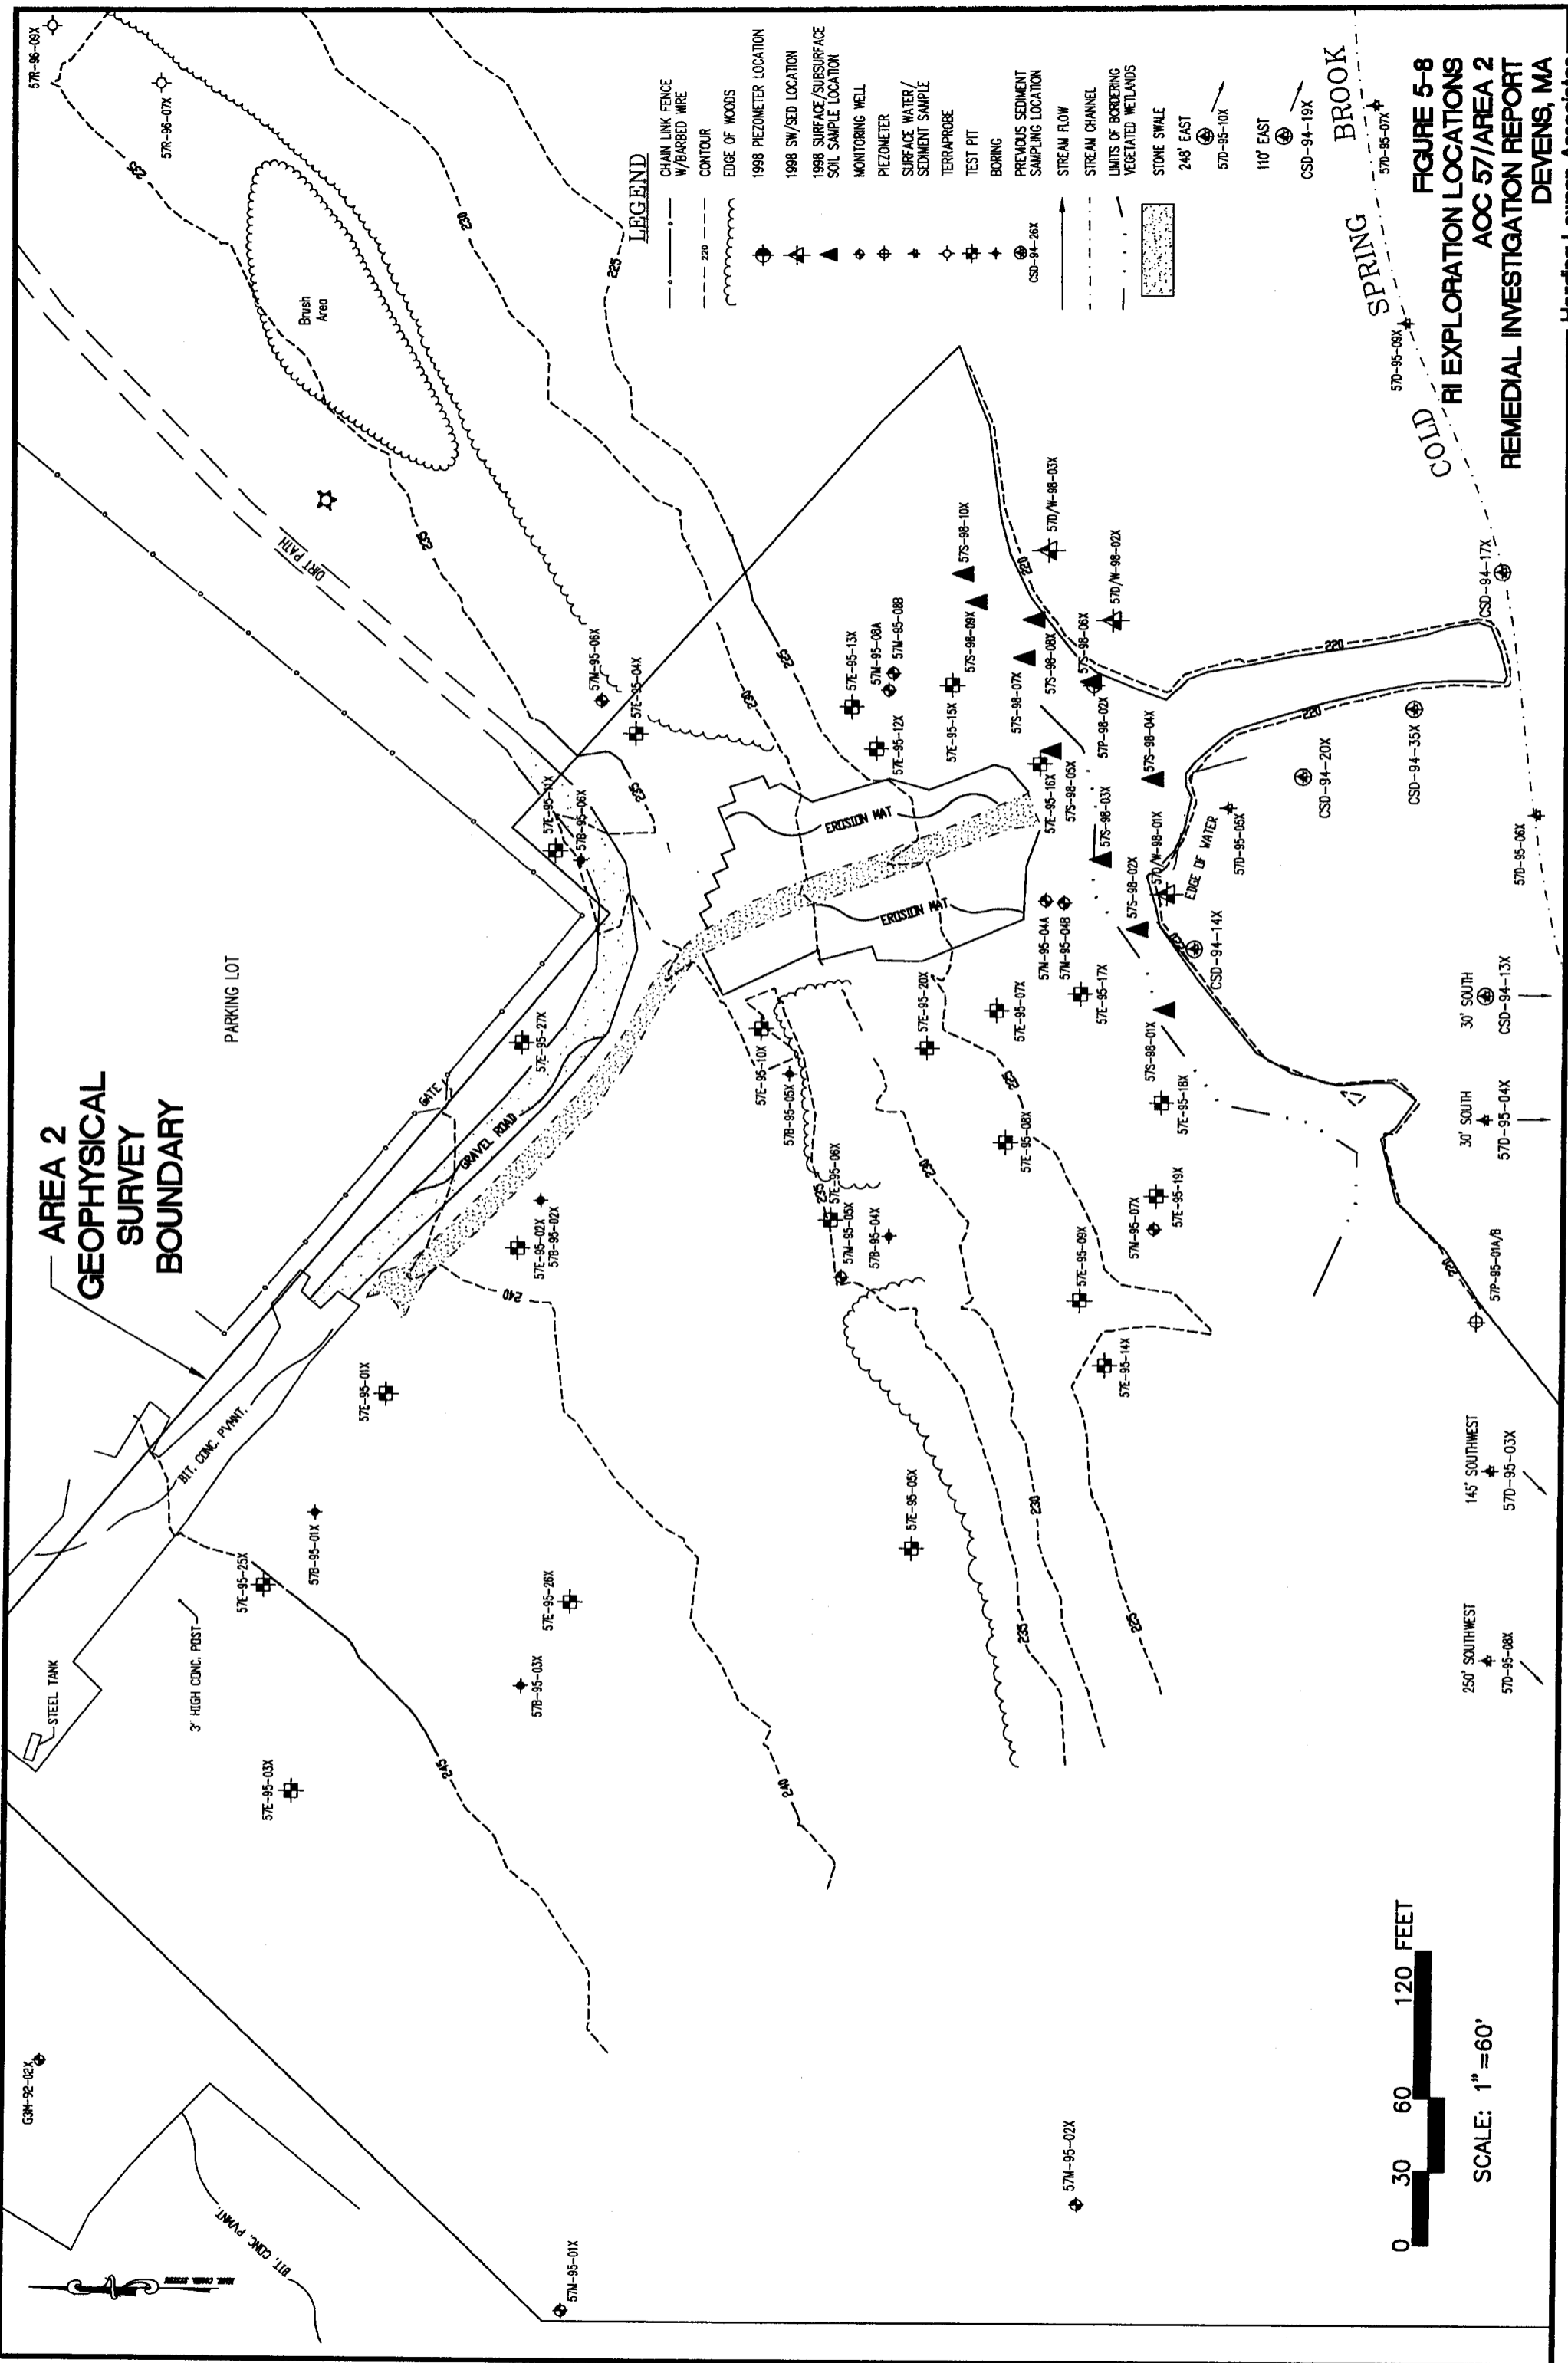 G3M-92-02X
BIT. CONC. PVMNT.
57M-95-01X
57M-95-02X
STEEL TANK
3' HIGH CONC. POST
57E-95-03X
57E-95-25X
57B-95-01X
57B-95-03X
57E-95-26X
245
240
BIT. CONC. PVMNT.
57E-95-01X
AREA 2
GEOPHYSICAL
SURVEY
BOUNDARY
PARKING LOT
GATE
GRAVEL ROAD
57E-95-02X
57B-95-02X
240
57E-95-27X
57E-95-11X
57B-95-06X
57M-95-06X
57E-95-04X
225
DIRT PATH
235
Brush
Area
235
230
225
57R-96-07X
57R-96-09X
57E-95-10X
57B-95-05X
235
57E-95-06X
57M-95-05X
57B-95-04X
57E-95-05X
235
230
225
230
225
57E-95-20X
57E-95-07X
57E-95-08X
57E-95-09X
57E-95-14X
57M-95-07X
57E-95-19X
57E-95-18X
57E-95-17X
57M-95-04A
57M-95-04B
EROSION MAT
EROSION MAT
230
225
57E-95-13X
57M-95-08A
57M-95-08B
57E-95-12X
57E-95-15X
57E-95-16X
57S-98-01X
57S-98-02X
57S-98-03X
57S-98-04X
57S-98-05X
57S-98-06X
57S-98-07X
57S-98-08X
57S-98-09X
57S-98-10X
57P-98-02X
57D/W-98-01X
57D/W-98-02X
57D/W-98-03X
EDGE OF WATER
220
220
220
220
220
CSD-94-14X
57D-95-05X
CSD-94-20X
CSD-94-35X
57D-95-06X
CSD-94-17X
57P-95-01A/B
250' SOUTHWEST
57D-95-08X
145' SOUTHWEST
57D-95-03X
30' SOUTH
57D-95-04X
30' SOUTH
CSD-94-13X
COLD SPRING BROOK
57D-95-09X
57D-95-07X
LEGEND
CHAIN LINK FENCE
W/BARBED WIRE
220
CONTOUR
EDGE OF WOODS
1998 PIEZOMETER LOCATION
1998 SW/SED LOCATION
1998 SURFACE/SUBSURFACE
SOIL SAMPLE LOCATION
MONITORING WELL
PIEZOMETER
SURFACE WATER/
SEDIMENT SAMPLE
TERRAPROBE
TEST PIT
BORING
CSD-94-26X
PREVIOUS SEDIMENT
SAMPLING LOCATION
STREAM FLOW
STREAM CHANNEL
LIMITS OF BORDERING
VEGETATED WETLANDS
STONE SWALE
248' EAST
57D-95-10X
110' EAST
CSD-94-19X
0 30 60 120 FEET
SCALE: 1"=60'
FIGURE 5-8
RI EXPLORATION LOCATIONS
AOC 57/AREA 2
REMEDIAL INVESTIGATION REPORT
DEVENS, MA